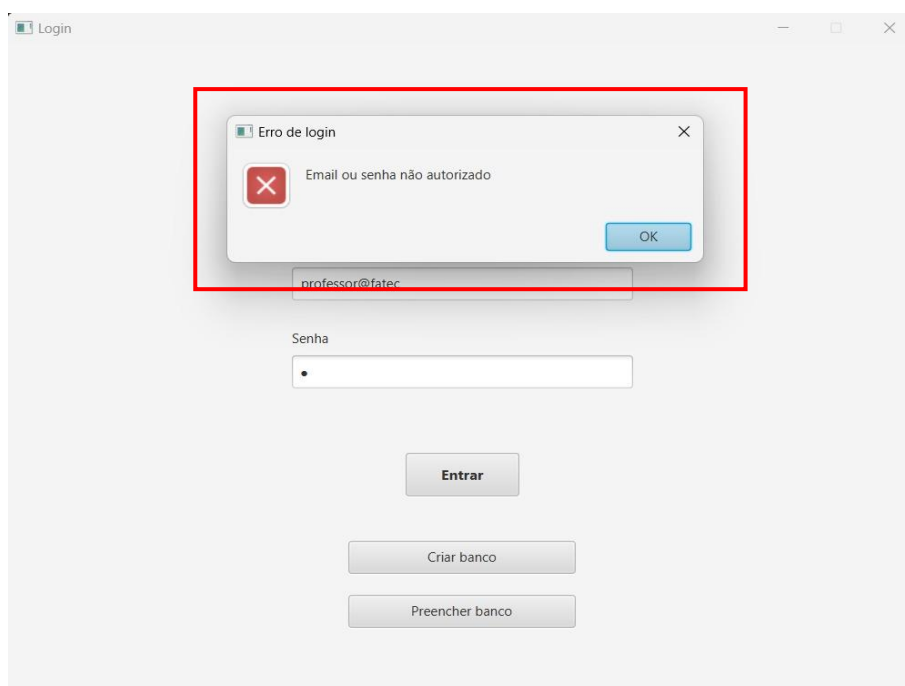 Login
Erro de login
Email ou senha não autorizado
OK
professor@fatec
Senha
Entrar
Criar banco
Preencher banco